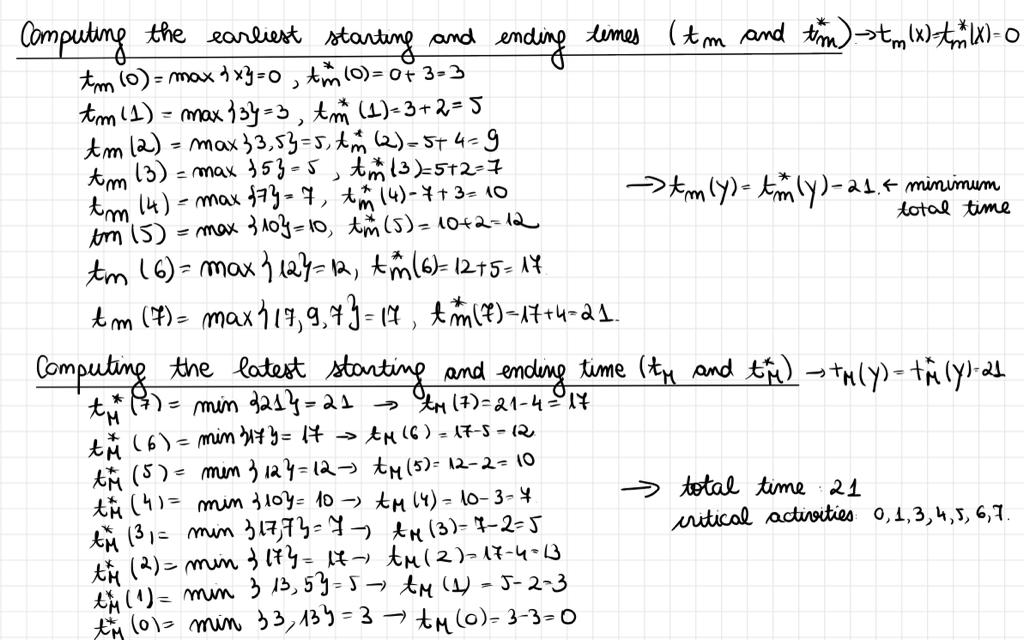 Computing the earliest starting and ending times (tm and t*m) → tm(x)=t*m(x)=0
tm(0)= max{x}=0, t*m(0)=0+3=3
tm(1)= max{3}=3, t*m(1)=3+2=5
tm(2)= max{3,5}=5, t*m(2)=5+4=9
tm(3)= max{5}=5, t*m(3)=5+2=7
tm(4)= max{7}=7, t*m(4)=7+3=10
tm(5)= max{10}=10, t*m(5)=10+2=12
tm(6)= max{12}=12, t*m(6)=12+5=17
tm(7)= max{17,9,7}=17, t*m(7)=17+4=21.
→ tm(y)=t*m(y)=21. ← minimum
total time
Computing the latest starting and ending time (tM and t*M) → tM(y)=t*M(y)=21
t*M(7)= min{21}=21 → tM(7)=21-4=17
t*M(6)= min{17}=17 → tM(6)=17-5=12
t*M(5)= min{12}=12 → tM(5)=12-2=10
t*M(4)= min{10}=10 → tM(4)=10-3=7
t*M(3)= min{17,7}=7 → tM(3)=7-2=5
t*M(2)= min{17}=17 → tM(2)=17-4=13
t*M(1)= min{13,5}=5 → tM(1)=5-2=3
t*M(0)= min{3,13}=3 → tM(0)=3-3=0
→ total time: 21
critical activities: 0,1,3,4,5,6,7.